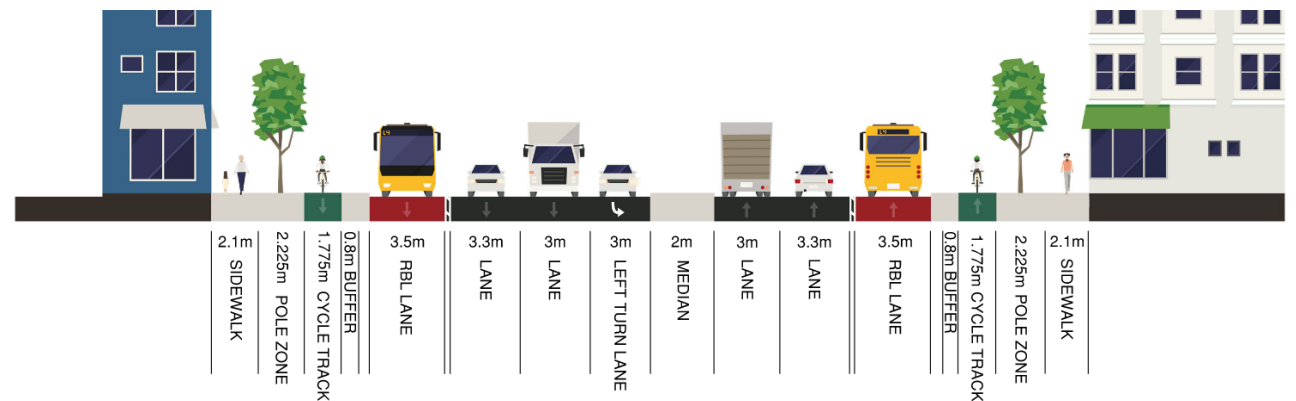 L4
L4
2.1m SIDEWALK
2.225m POLE ZONE
1.775m CYCLE TRACK
0.8m BUFFER
3.5m
RBL LANE
3.3m
LANE
3m
LANE
3m
LEFT TURN LANE
2m
MEDIAN
3m
LANE
3.3m
LANE
3.5m
RBL LANE
0.8m BUFFER
1.775m CYCLE TRACK
2.225m POLE ZONE
2.1m
SIDEWALK